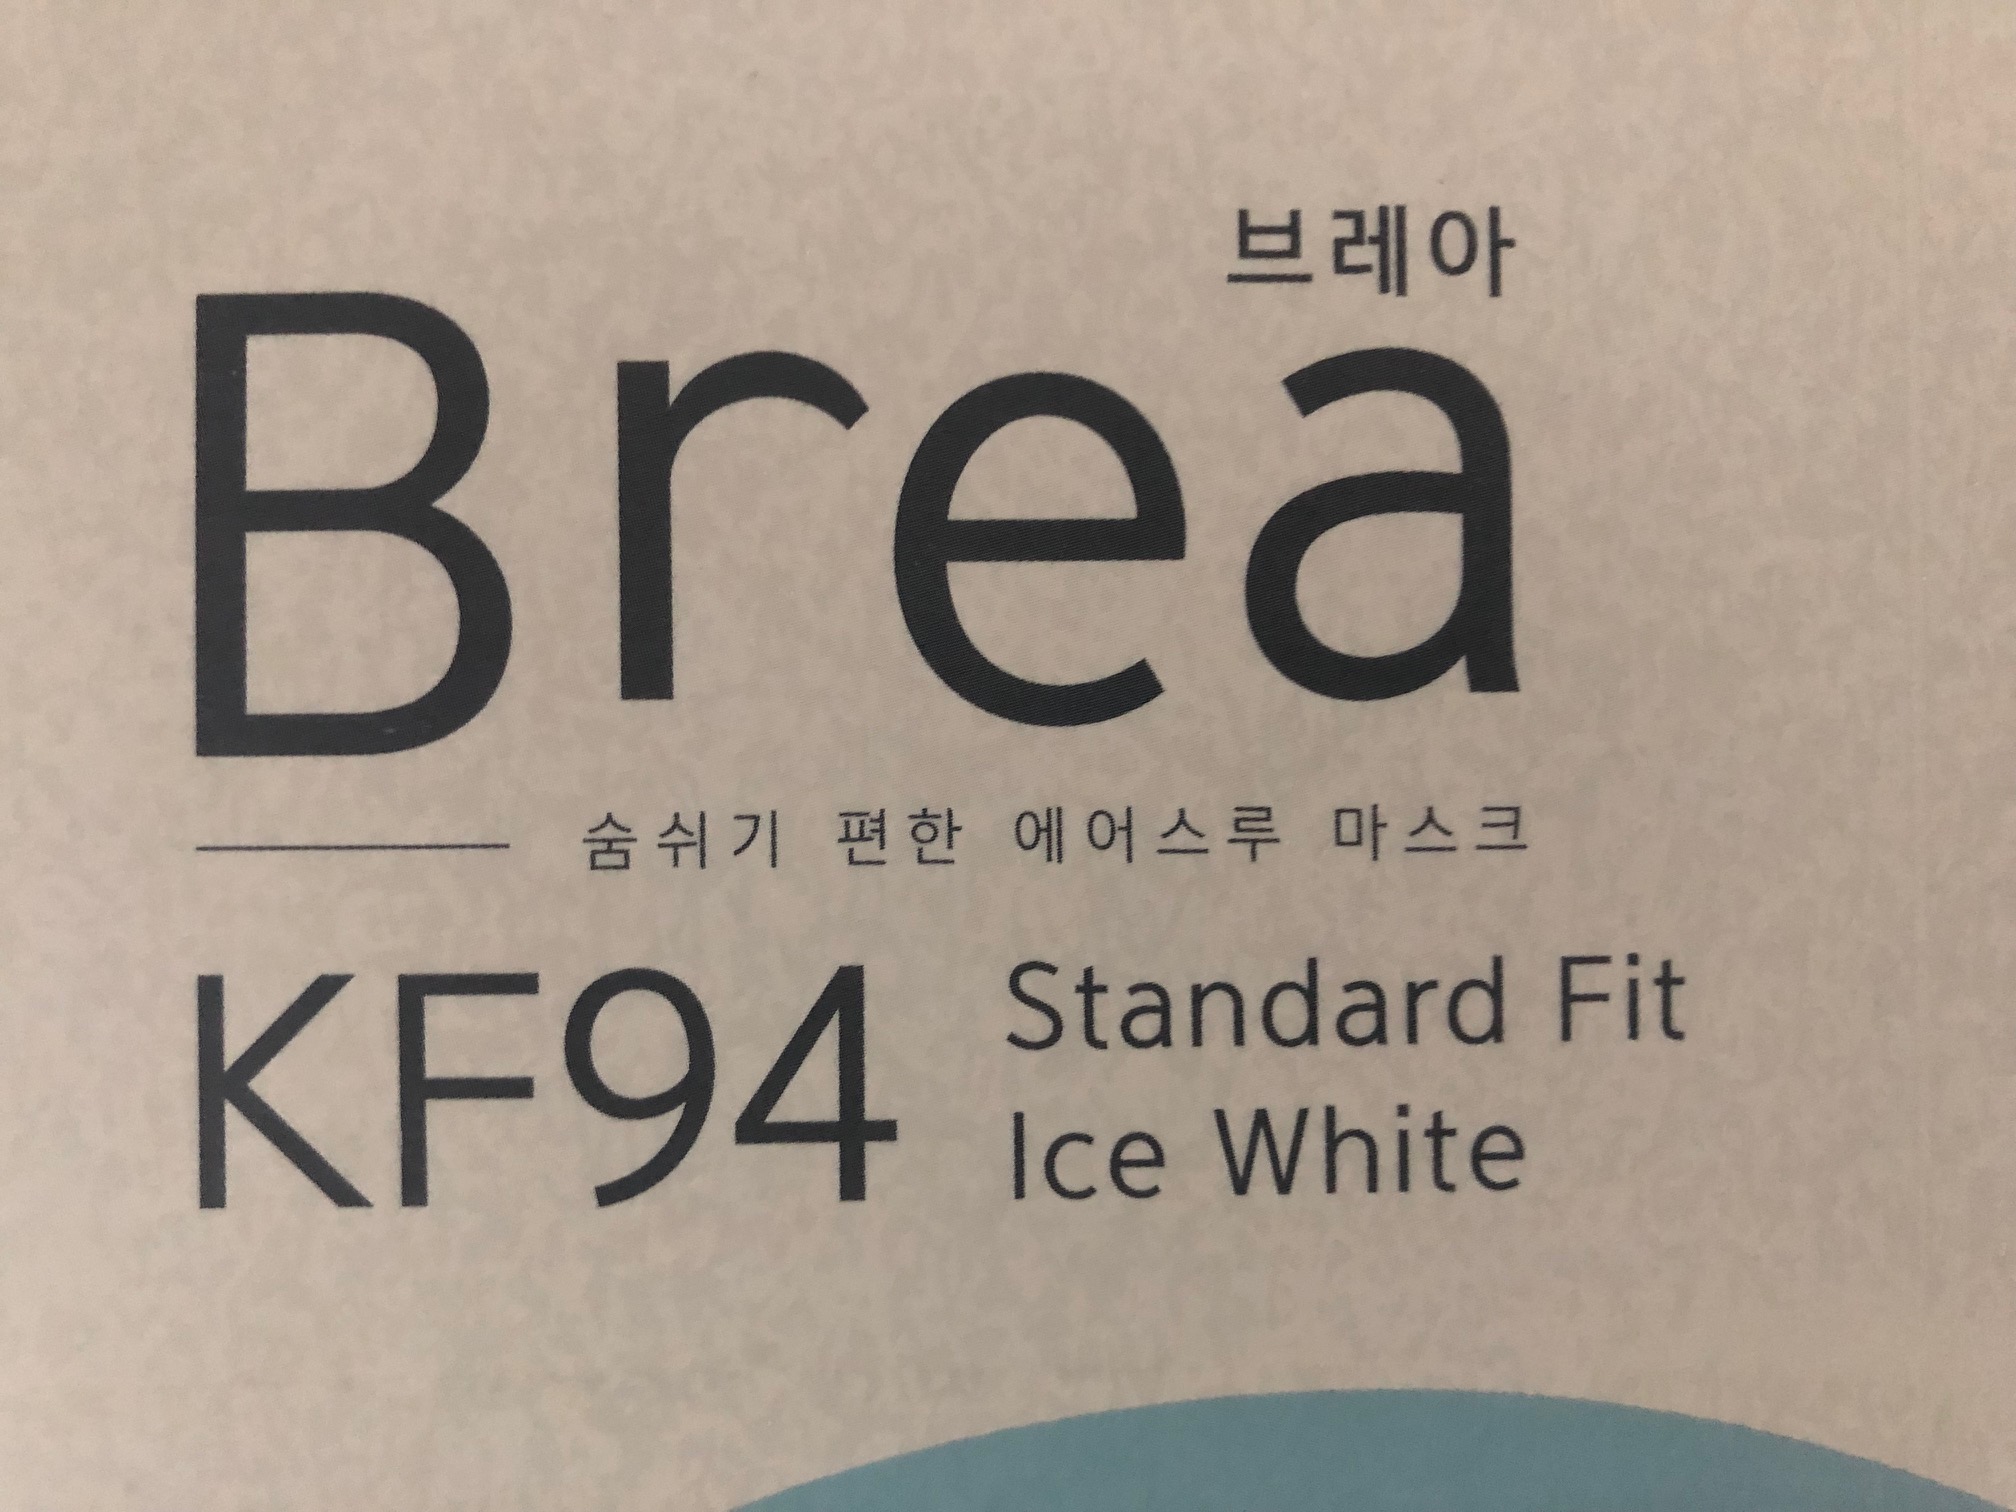 브레아
Brea
숨쉬기 편한 에어스루 마스크
KF94
Standard Fit
Ice White